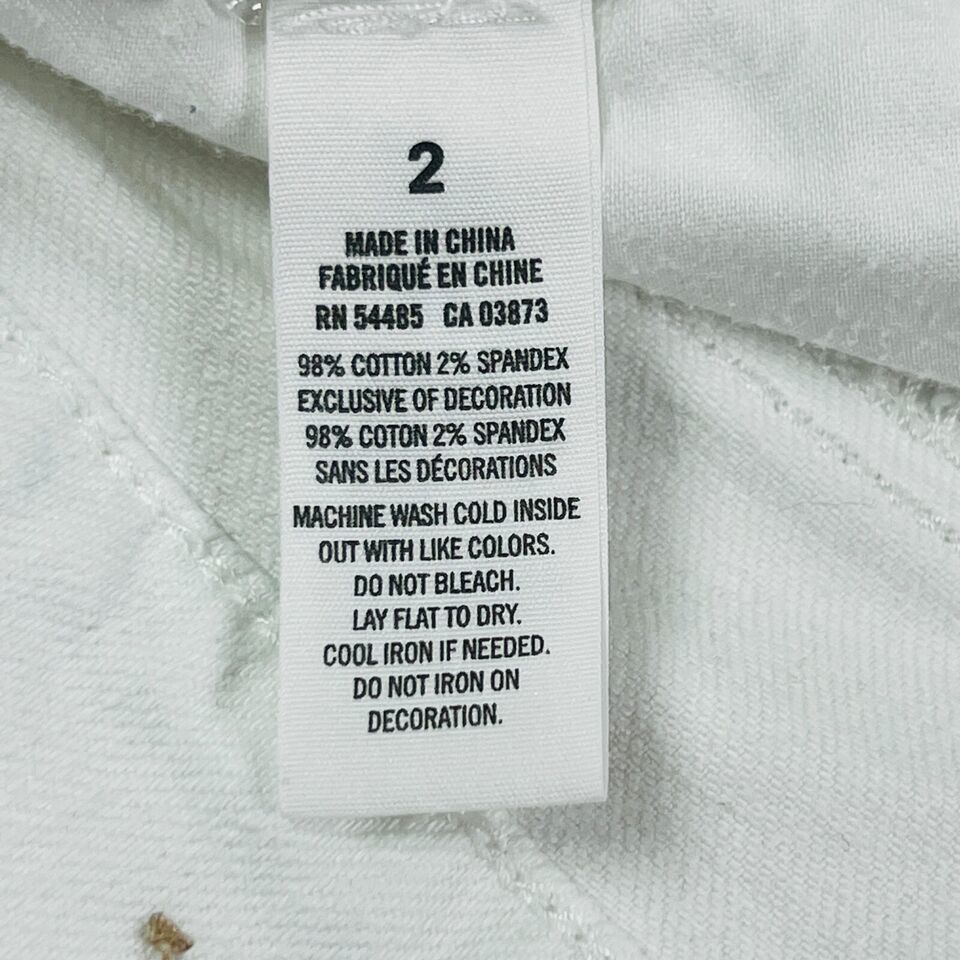 2
MADE IN CHINA
FABRIQUÉ EN CHINE
RN 54485 CA 03873
98% COTTON 2% SPANDEX
EXCLUSIVE OF DECORATION
98% COTON 2% SPANDEX
SANS LES DÉCORATIONS
MACHINE WASH COLD INSIDE
OUT WITH LIKE COLORS.
DO NOT BLEACH.
LAY FLAT TO DRY.
COOL IRON IF NEEDED.
DO NOT IRON ON
DECORATION.